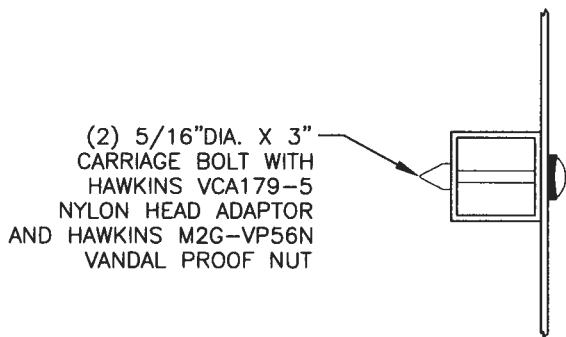 (2) 5/16"DIA. X 3"
CARRIAGE BOLT WITH
HAWKINS VCA179-5
NYLON HEAD ADAPTOR
AND HAWKINS M2G-VP56N
VANDAL PROOF NUT